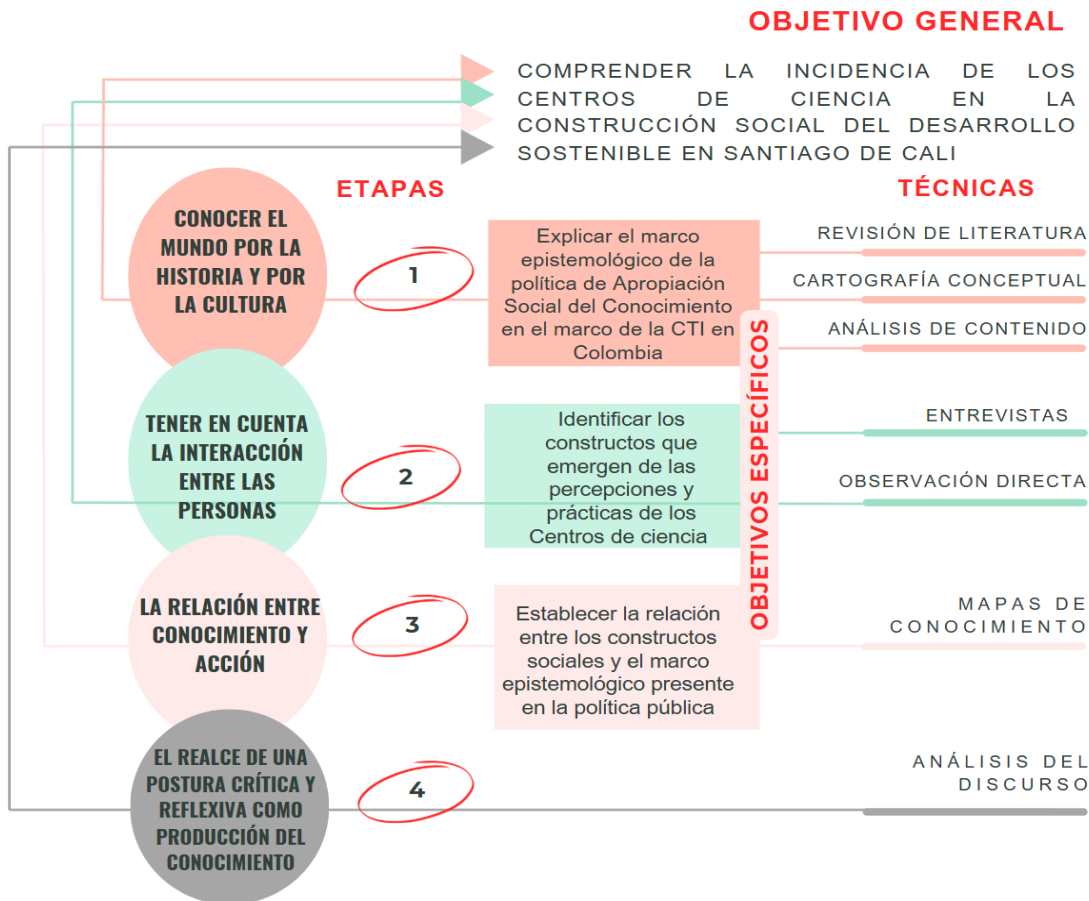 OBJETIVO GENERAL
COMPRENDER LA INCIDENCIA DE LOS
CENTROS DE CIENCIA EN LA
CONSTRUCCIÓN SOCIAL DEL DESARROLLO
SOSTENIBLE EN SANTIAGO DE CALI
ETAPAS
TÉCNICAS
CONOCER EL
MUNDO POR LA
HISTORIA Y POR
LA CULTURA
1
Explicar el marco
epistemológico de la
política de Apropiación
Social del Conocimiento
en el marco de la CTI en
Colombia
REVISIÓN DE LITERATURA
CARTOGRAFÍA CONCEPTUAL
ANÁLISIS DE CONTENIDO
OBJETIVOS ESPECÍFICOS
TENER EN CUENTA
LA INTERACCIÓN
ENTRE LAS
PERSONAS
2
Identificar los
constructos que
emergen de las
percepciones y
prácticas de los
Centros de ciencia
ENTREVISTAS
OBSERVACIÓN DIRECTA
LA RELACIÓN ENTRE
CONOCIMIENTO Y
ACCIÓN
3
Establecer la relación
entre los constructos
sociales y el marco
epistemológico presente
en la política pública
MAPAS DE
CONOCIMIENTO
EL REALCE DE UNA
POSTURA CRÍTICA Y
REFLEXIVA COMO
PRODUCCIÓN DEL
CONOCIMIENTO
4
ANÁLISIS DEL
DISCURSO